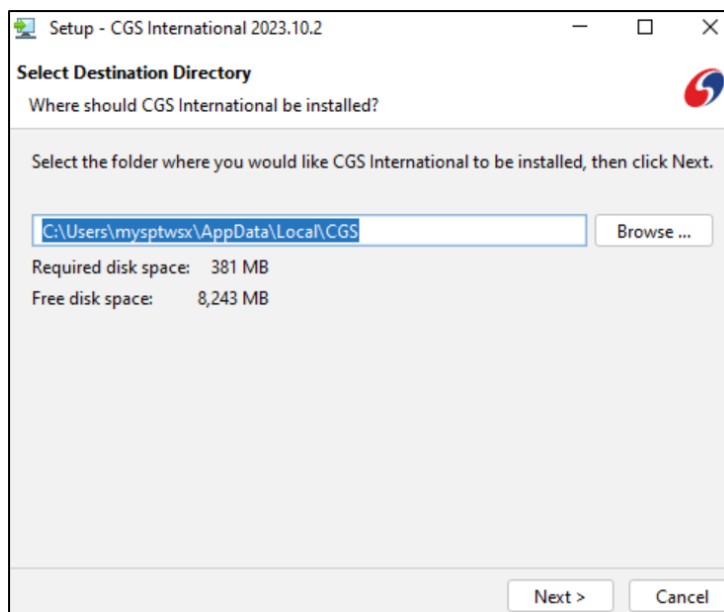 Setup - CGS International 2023.10.2
Select Destination Directory
Where should CGS International be installed?
Select the folder where you would like CGS International to be installed, then click Next.
C:\Users\mysptwsx\AppData\Local\CGS
Browse ...
Required disk space: 381 MB
Free disk space: 8,243 MB
Next >
Cancel